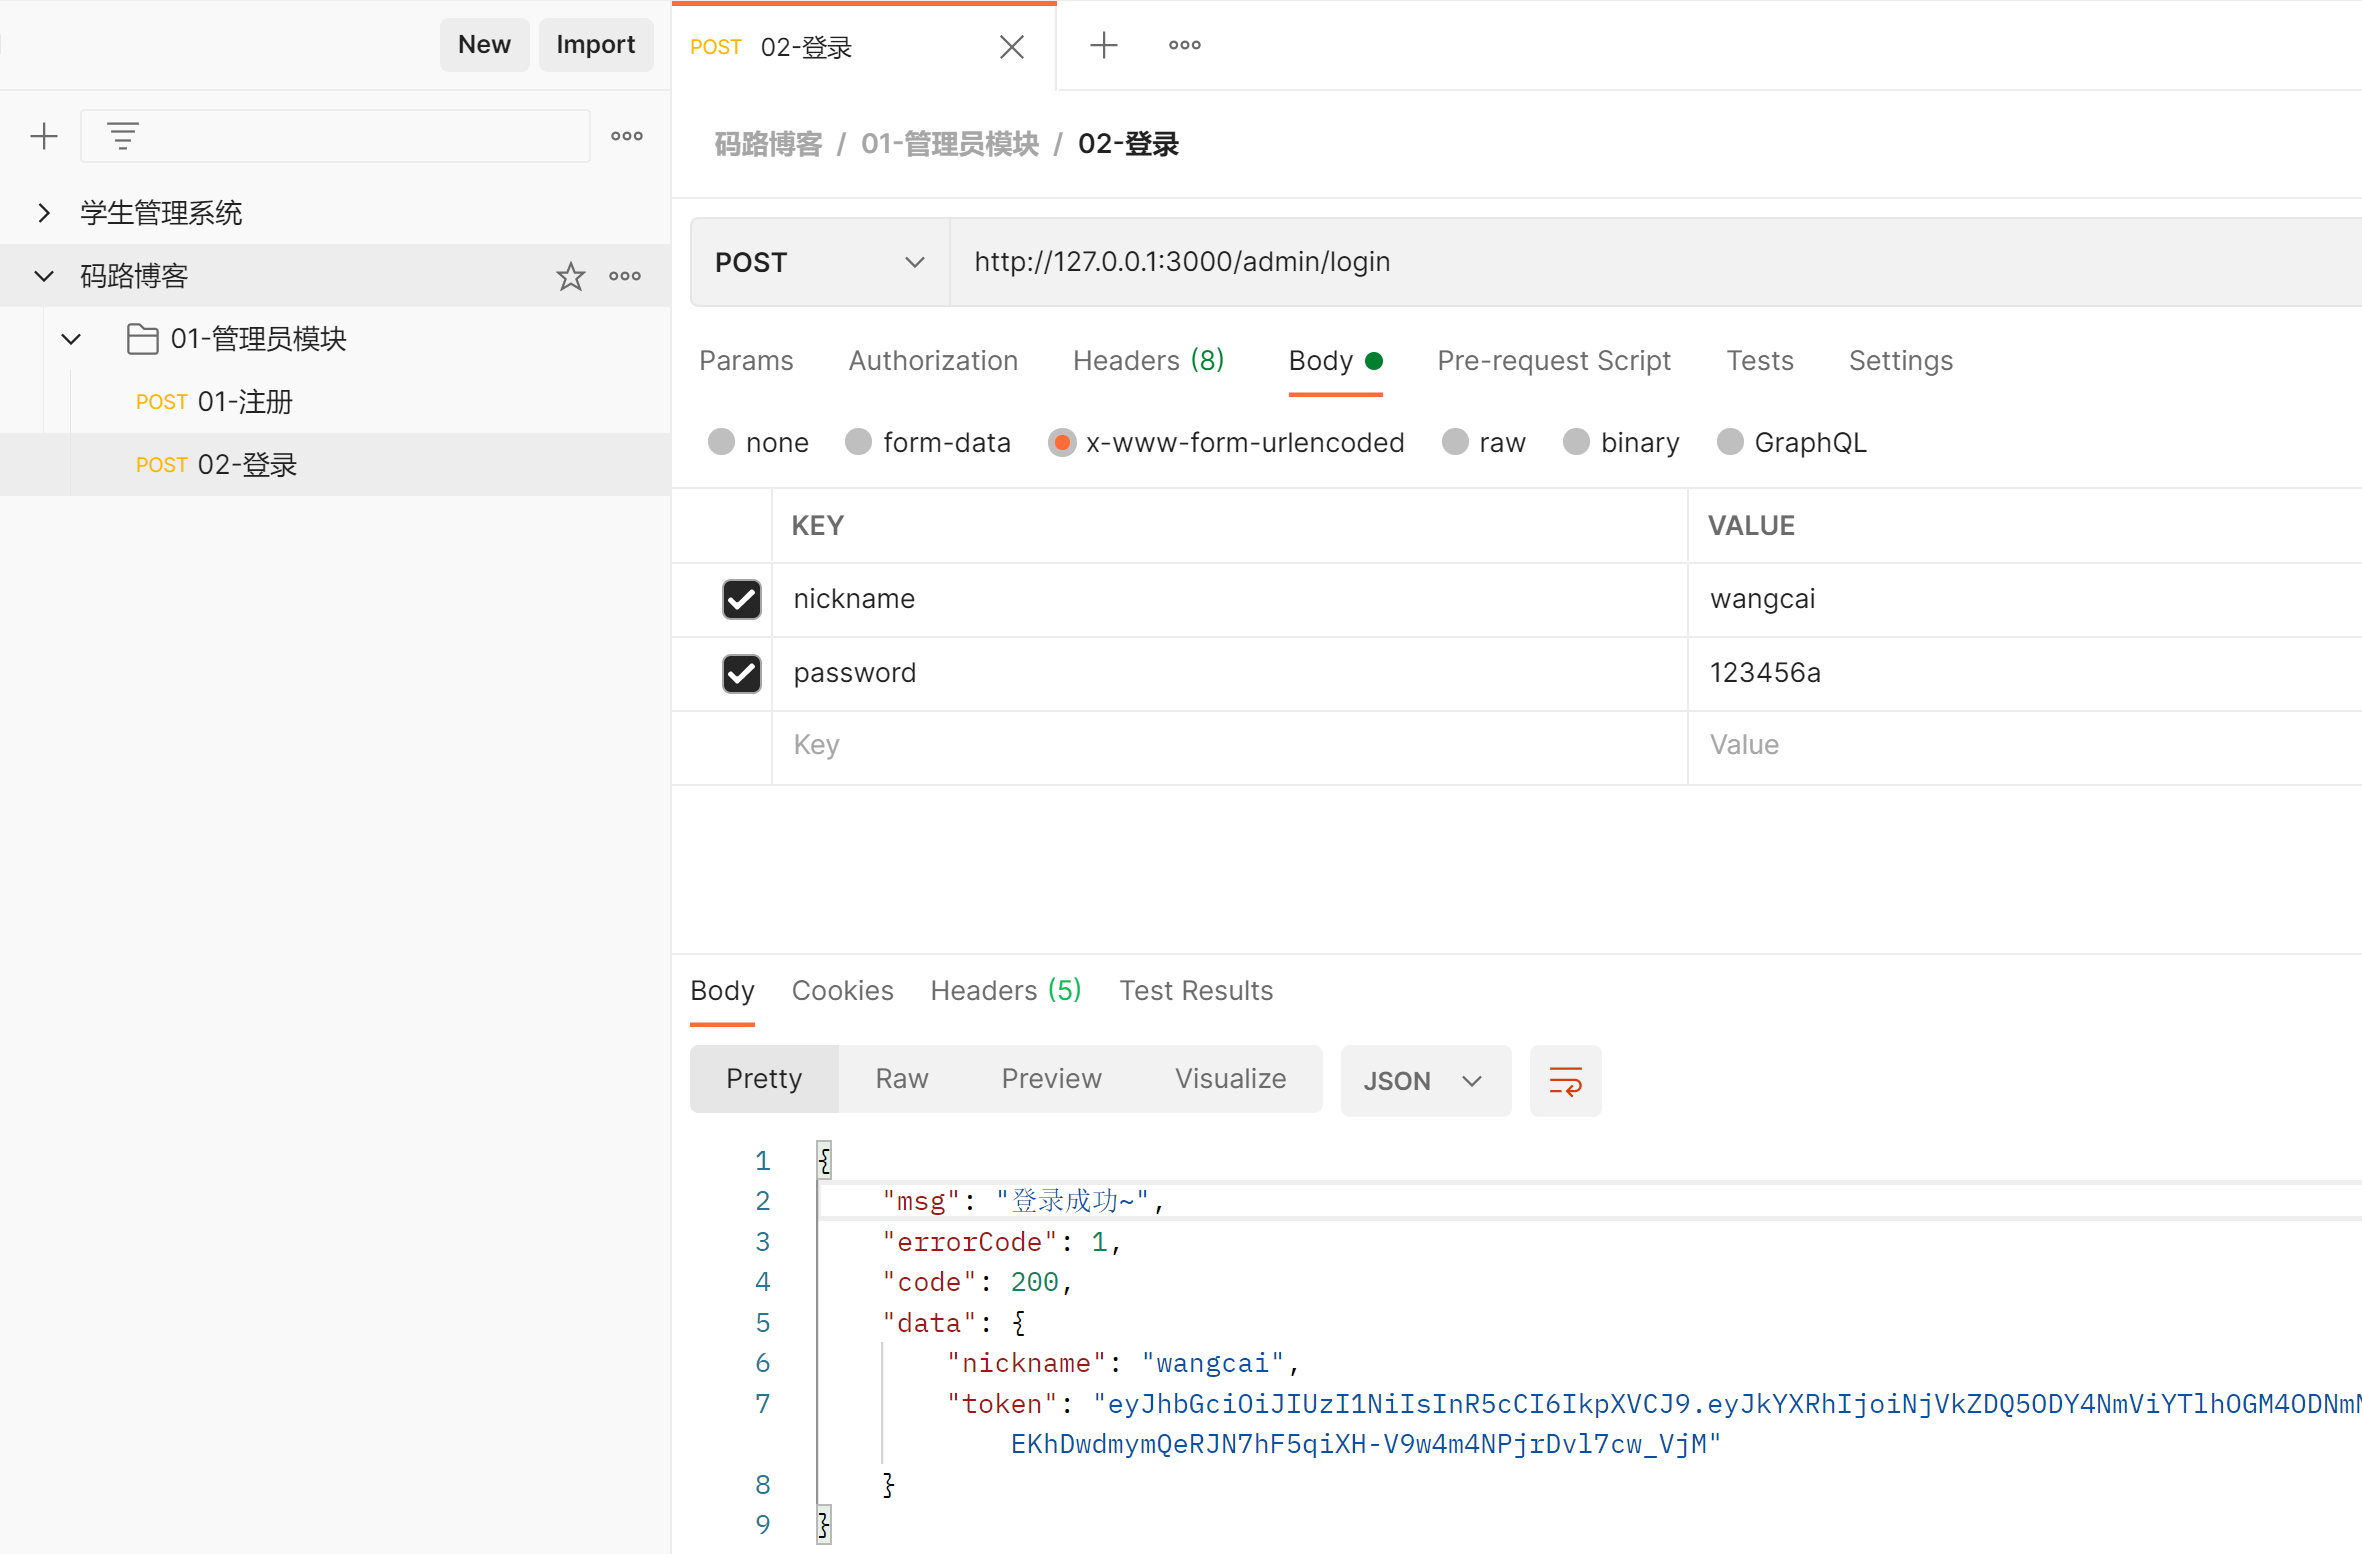 New Import
POST 02-登录
学生管理系统
码路博客
01-管理员模块
POST 01-注册
POST 02-登录
码路博客 / 01-管理员模块 / 02-登录
POST http://127.0.0.1:3000/admin/login
Params Authorization Headers (8) Body Pre-request Script Tests Settings
none form-data x-www-form-urlencoded raw binary GraphQL
KEY VALUE
nickname wangcai
password 123456a
Key Value
Body Cookies Headers (5) Test Results
Pretty Raw Preview Visualize JSON
1 {
2 "msg": "登录成功~",
3 "errorCode": 1,
4 "code": 200,
5 "data": {
6 "nickname": "wangcai",
7 "token": "eyJhbGciOiJIUzI1NiIsInR5cCI6IkpXVCJ9.eyJkYXRhIjoiNjVkZDQ5ODY4NmViYTlhOGM4ODNm
EKhDwdmymQeRJN7hF5qiXH-V9w4m4NPjrDvl7cw_VjM"
8 }
9 }